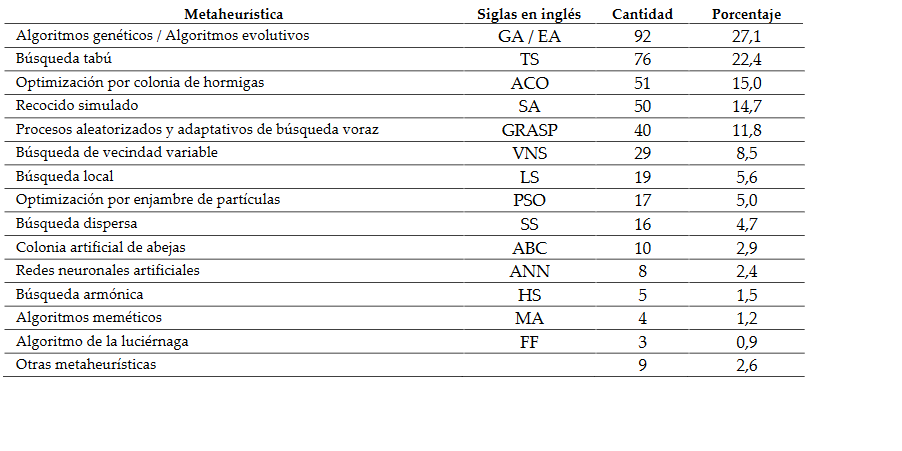 Metaheurística Siglas en inglés Cantidad Porcentaje
Algoritmos genéticos / Algoritmos evolutivos GA / EA 92 27,1
Búsqueda tabú TS 76 22,4
Optimización por colonia de hormigas ACO 51 15,0
Recocido simulado SA 50 14,7
Procesos aleatorizados y adaptativos de búsqueda voraz GRASP 40 11,8
Búsqueda de vecindad variable VNS 29 8,5
Búsqueda local LS 19 5,6
Optimización por enjambre de partículas PSO 17 5,0
Búsqueda dispersa SS 16 4,7
Colonia artificial de abejas ABC 10 2,9
Redes neuronales artificiales ANN 8 2,4
Búsqueda armónica HS 5 1,5
Algoritmos meméticos MA 4 1,2
Algoritmo de la luciérnaga FF 3 0,9
Otras metaheurísticas 9 2,6